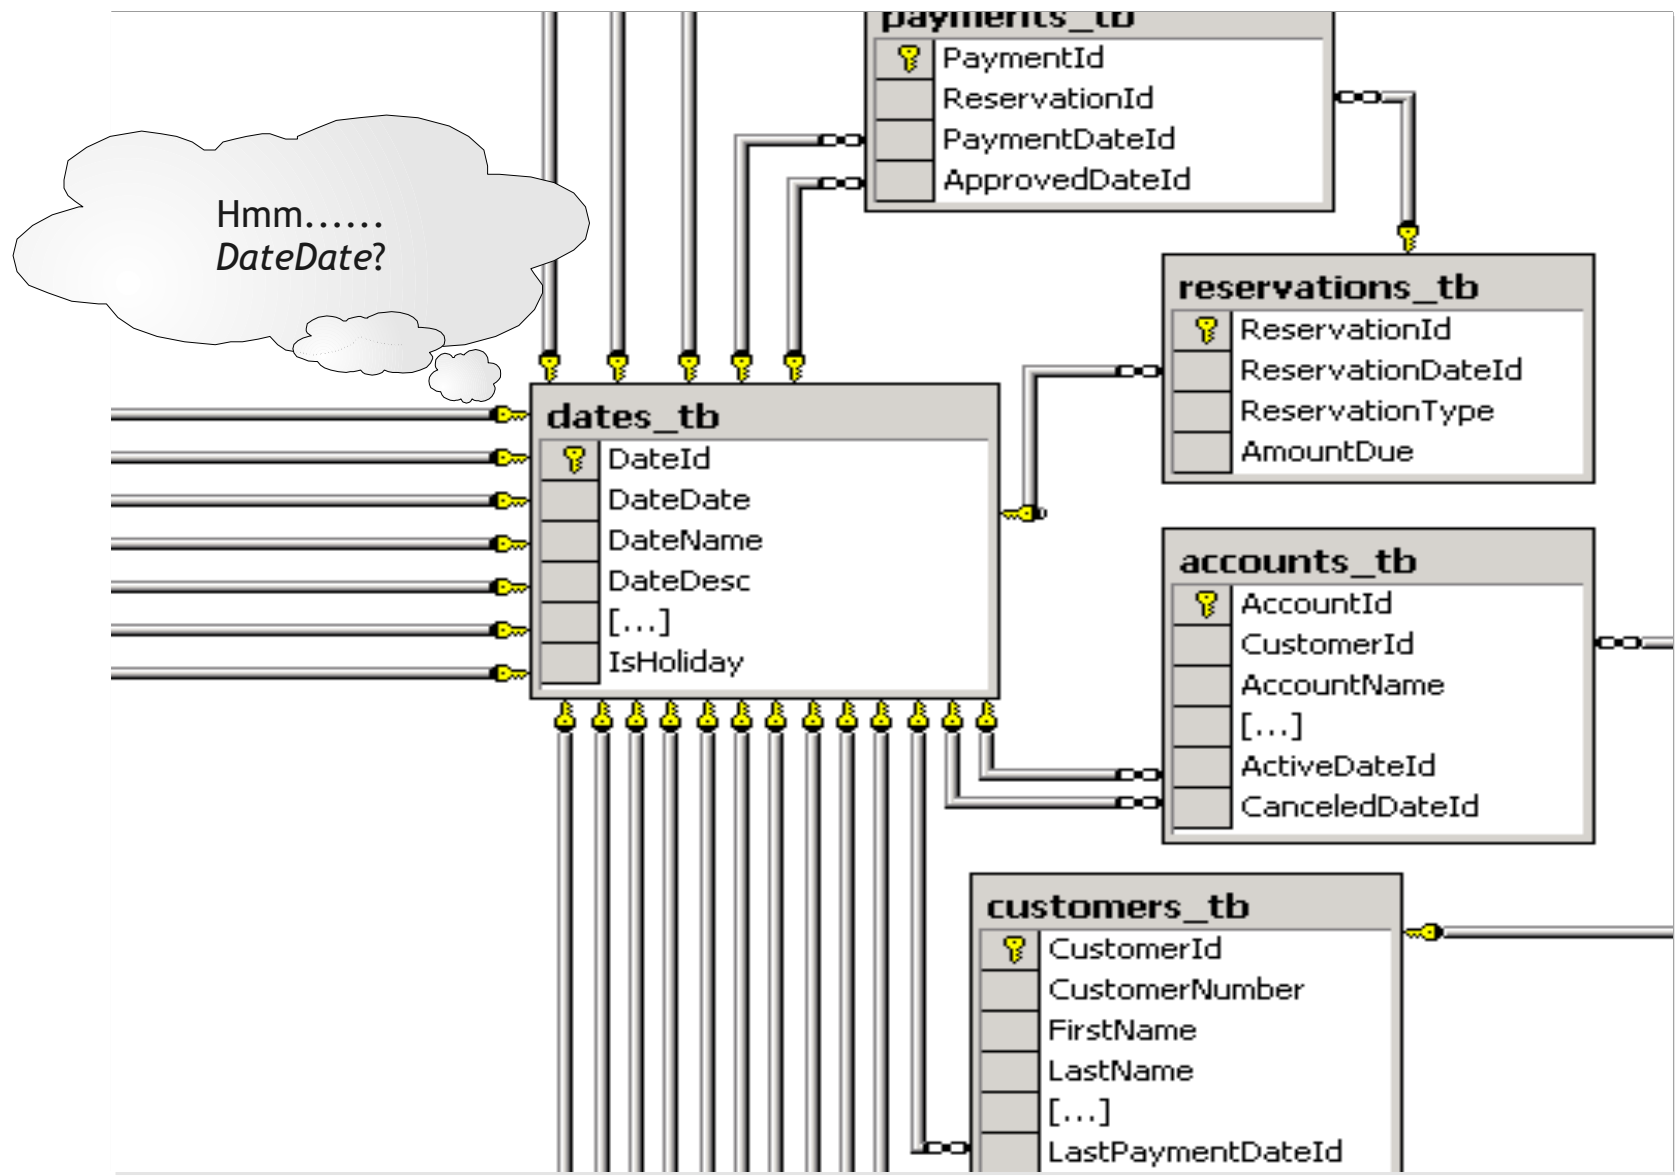 payments_tb
PaymentId
ReservationId
PaymentDateId
ApprovedDateId
Hmm......
DateDate?
reservations_tb
ReservationId
ReservationDateId
ReservationType
AmountDue
dates_tb
DateId
DateDate
DateName
DateDesc
[...]
IsHoliday
accounts_tb
AccountId
CustomerId
AccountName
[...]
ActiveDateId
CanceledDateId
customers_tb
CustomerId
CustomerNumber
FirstName
LastName
[...]
LastPaymentDateId